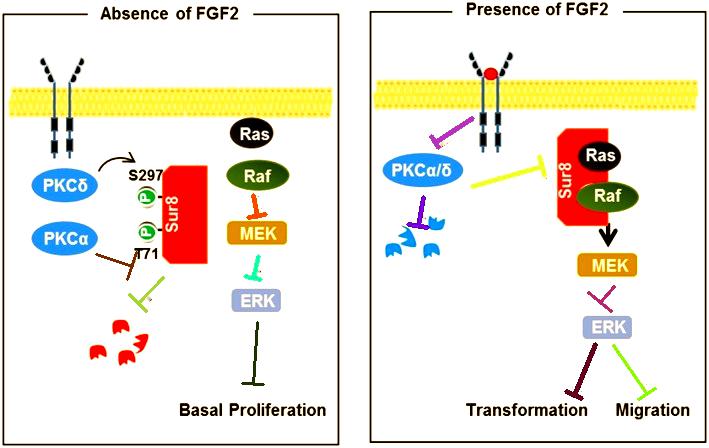 Absence of FGF2
Ras
PKCδ
S297
P
Sur8
Raf
PKCα
P
T71
MEK
ERK
Basal Proliferation
Presence of FGF2
PKCα/δ
Sur8
Ras
Raf
MEK
ERK
Transformation
Migration